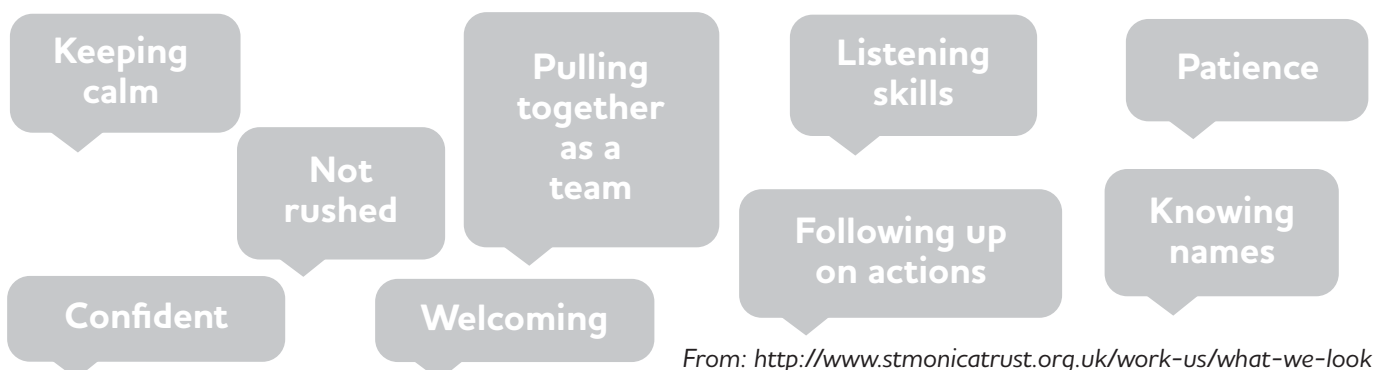 Keeping
calm
Not
rushed
Pulling
together
as a
team
Listening
skills
Patience
Following up
on actions
Knowing
names
Confident
Welcoming
From: http://www.stmonicatrust.org.uk/work-us/what-we-look